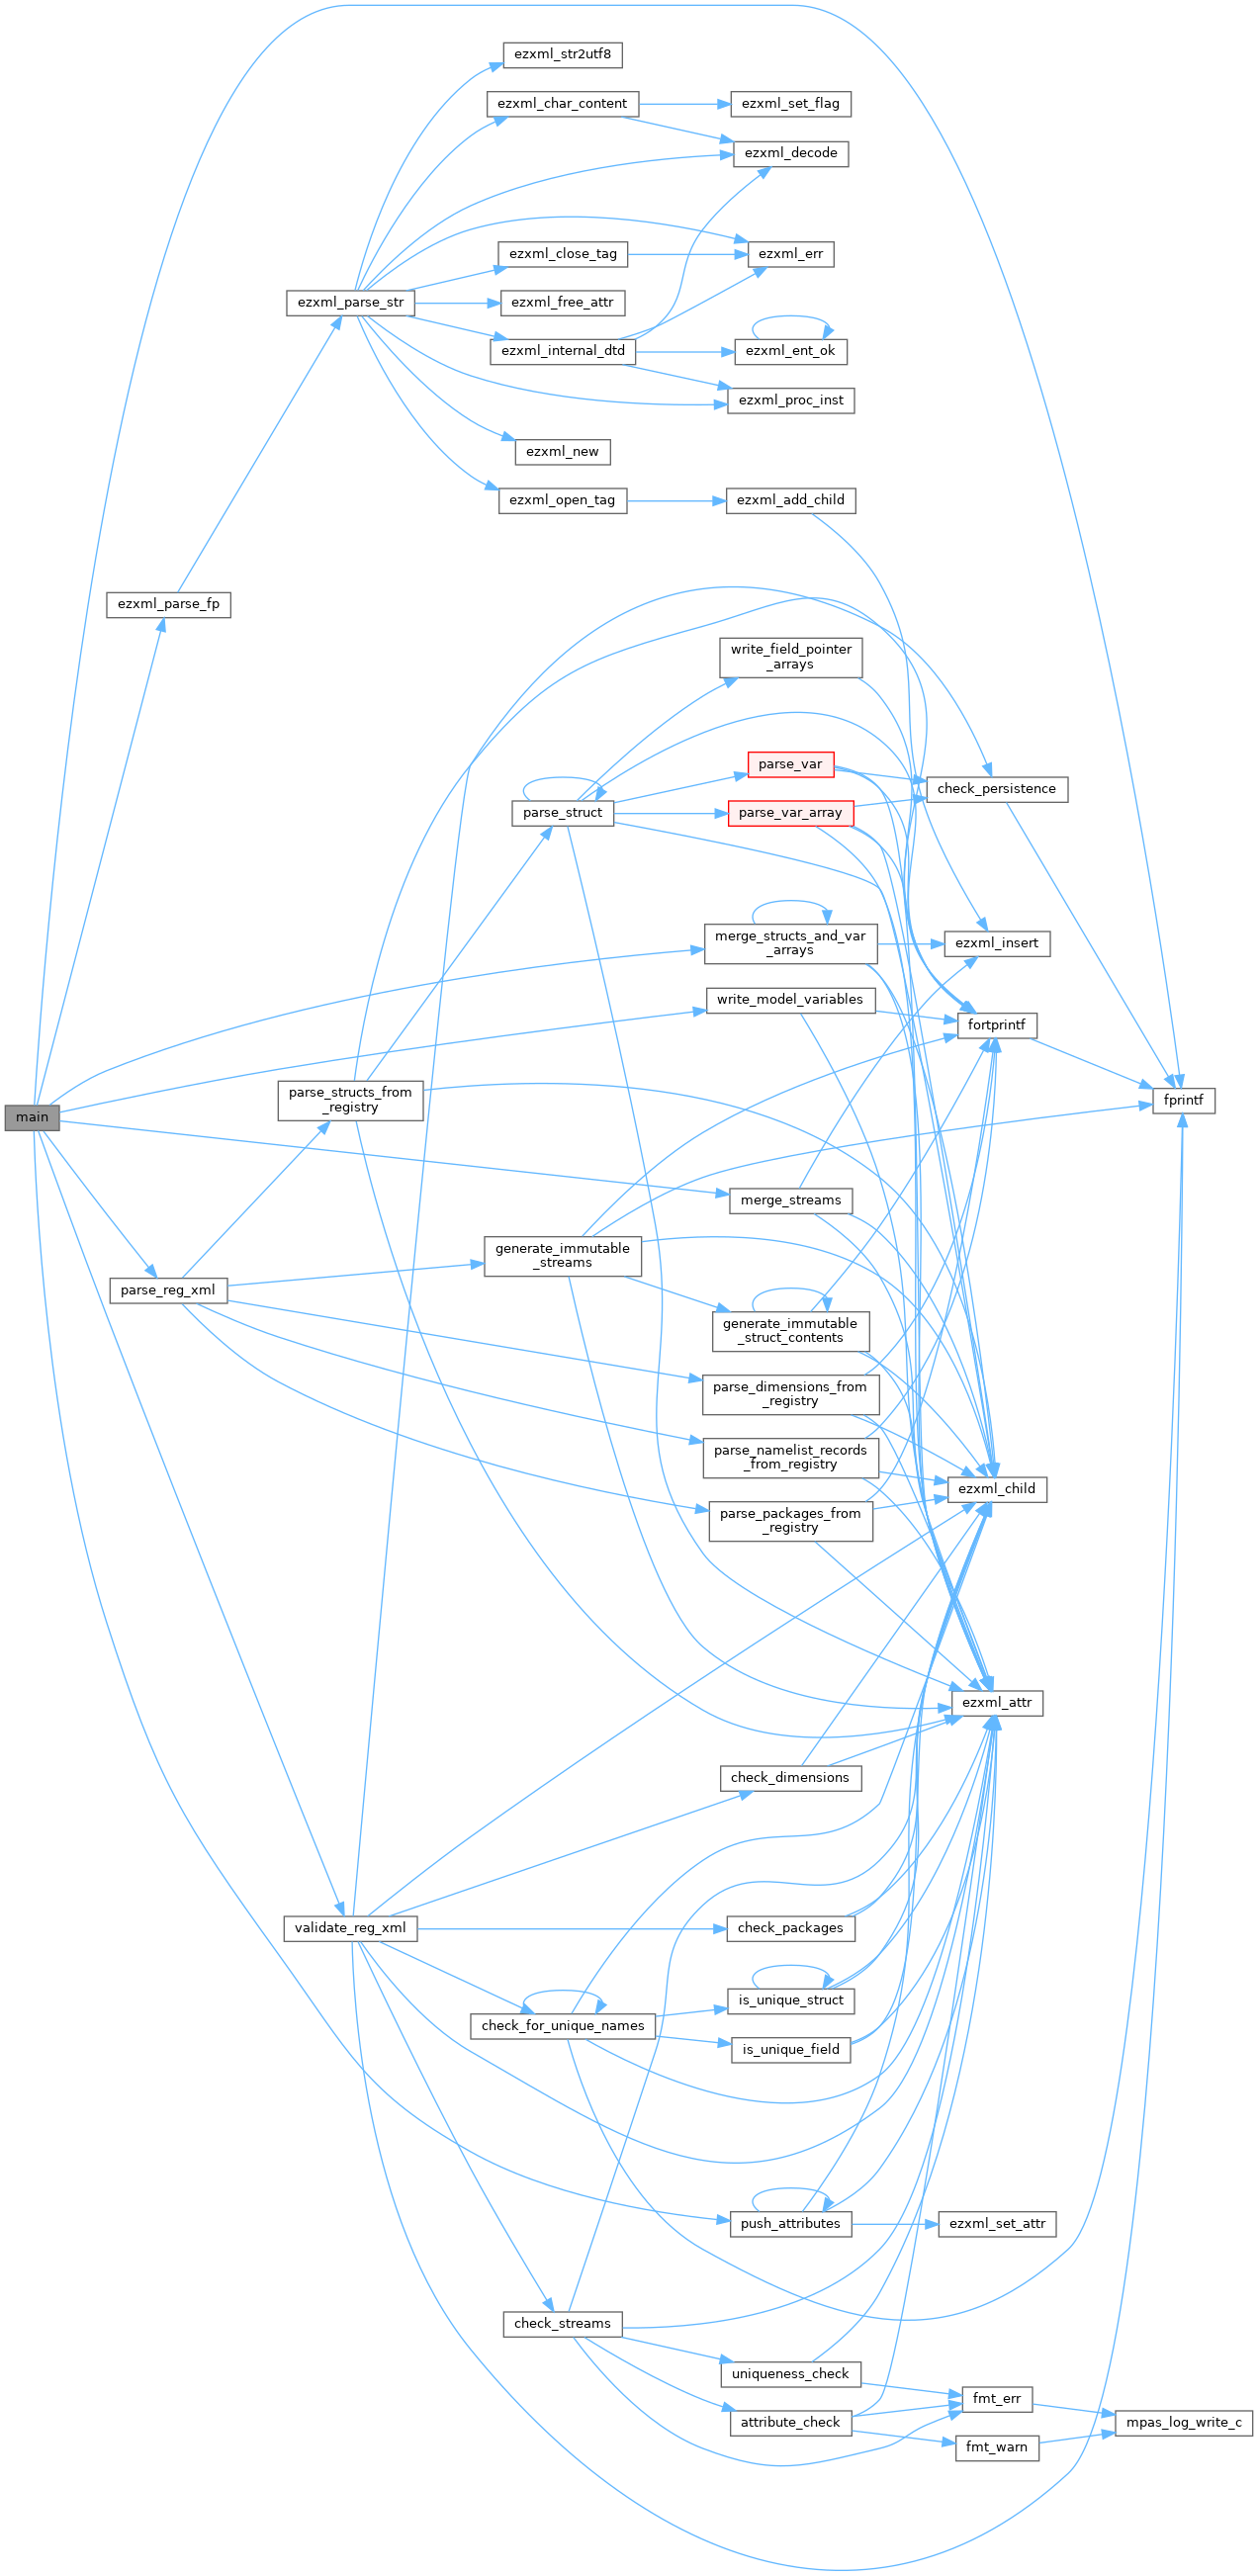 ezxml_str2utf8
ezxml_char_content
ezxml_set_flag
ezxml_decode
ezxml_close_tag
ezxml_err
ezxml_parse_str
ezxml_free_attr
ezxml_internal_dtd
ezxml_ent_ok
ezxml_proc_inst
ezxml_new
ezxml_open_tag
ezxml_add_child
ezxml_parse_fp
write_field_pointer
_arrays
parse_var
check_persistence
parse_struct
parse_var_array
merge_structs_and_var
_arrays
ezxml_insert
write_model_variables
fortprintf
parse_structs_from
_registry
fprintf
main
merge_streams
generate_immutable
_streams
parse_reg_xml
generate_immutable
_struct_contents
parse_dimensions_from
_registry
parse_namelist_records
_from_registry
ezxml_child
parse_packages_from
_registry
ezxml_attr
check_dimensions
validate_reg_xml
check_packages
is_unique_struct
check_for_unique_names
is_unique_field
push_attributes
ezxml_set_attr
check_streams
uniqueness_check
fmt_err
attribute_check
mpas_log_write_c
fmt_warn